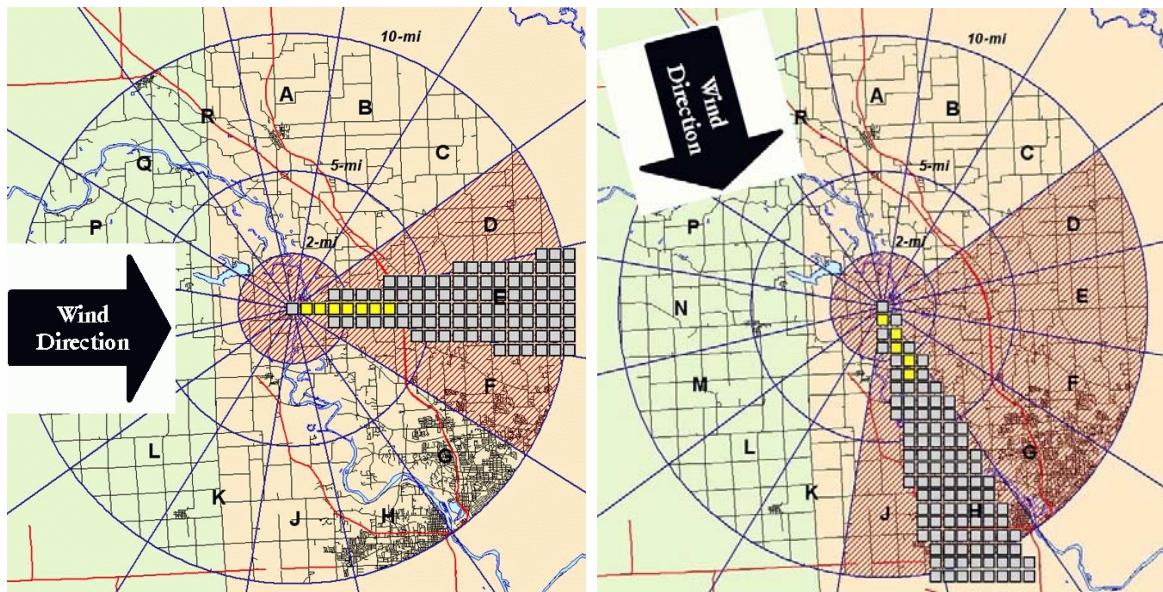 10-mi
A
B
R
C
5-mi
Q
D
P
2-mi
E
Wind
Direction
F
L
G
K
J
H
10-mi
Wind
Direction
A
B
R
C
5-mi
D
P
2-mi
E
N
M
F
L
G
K
J
H